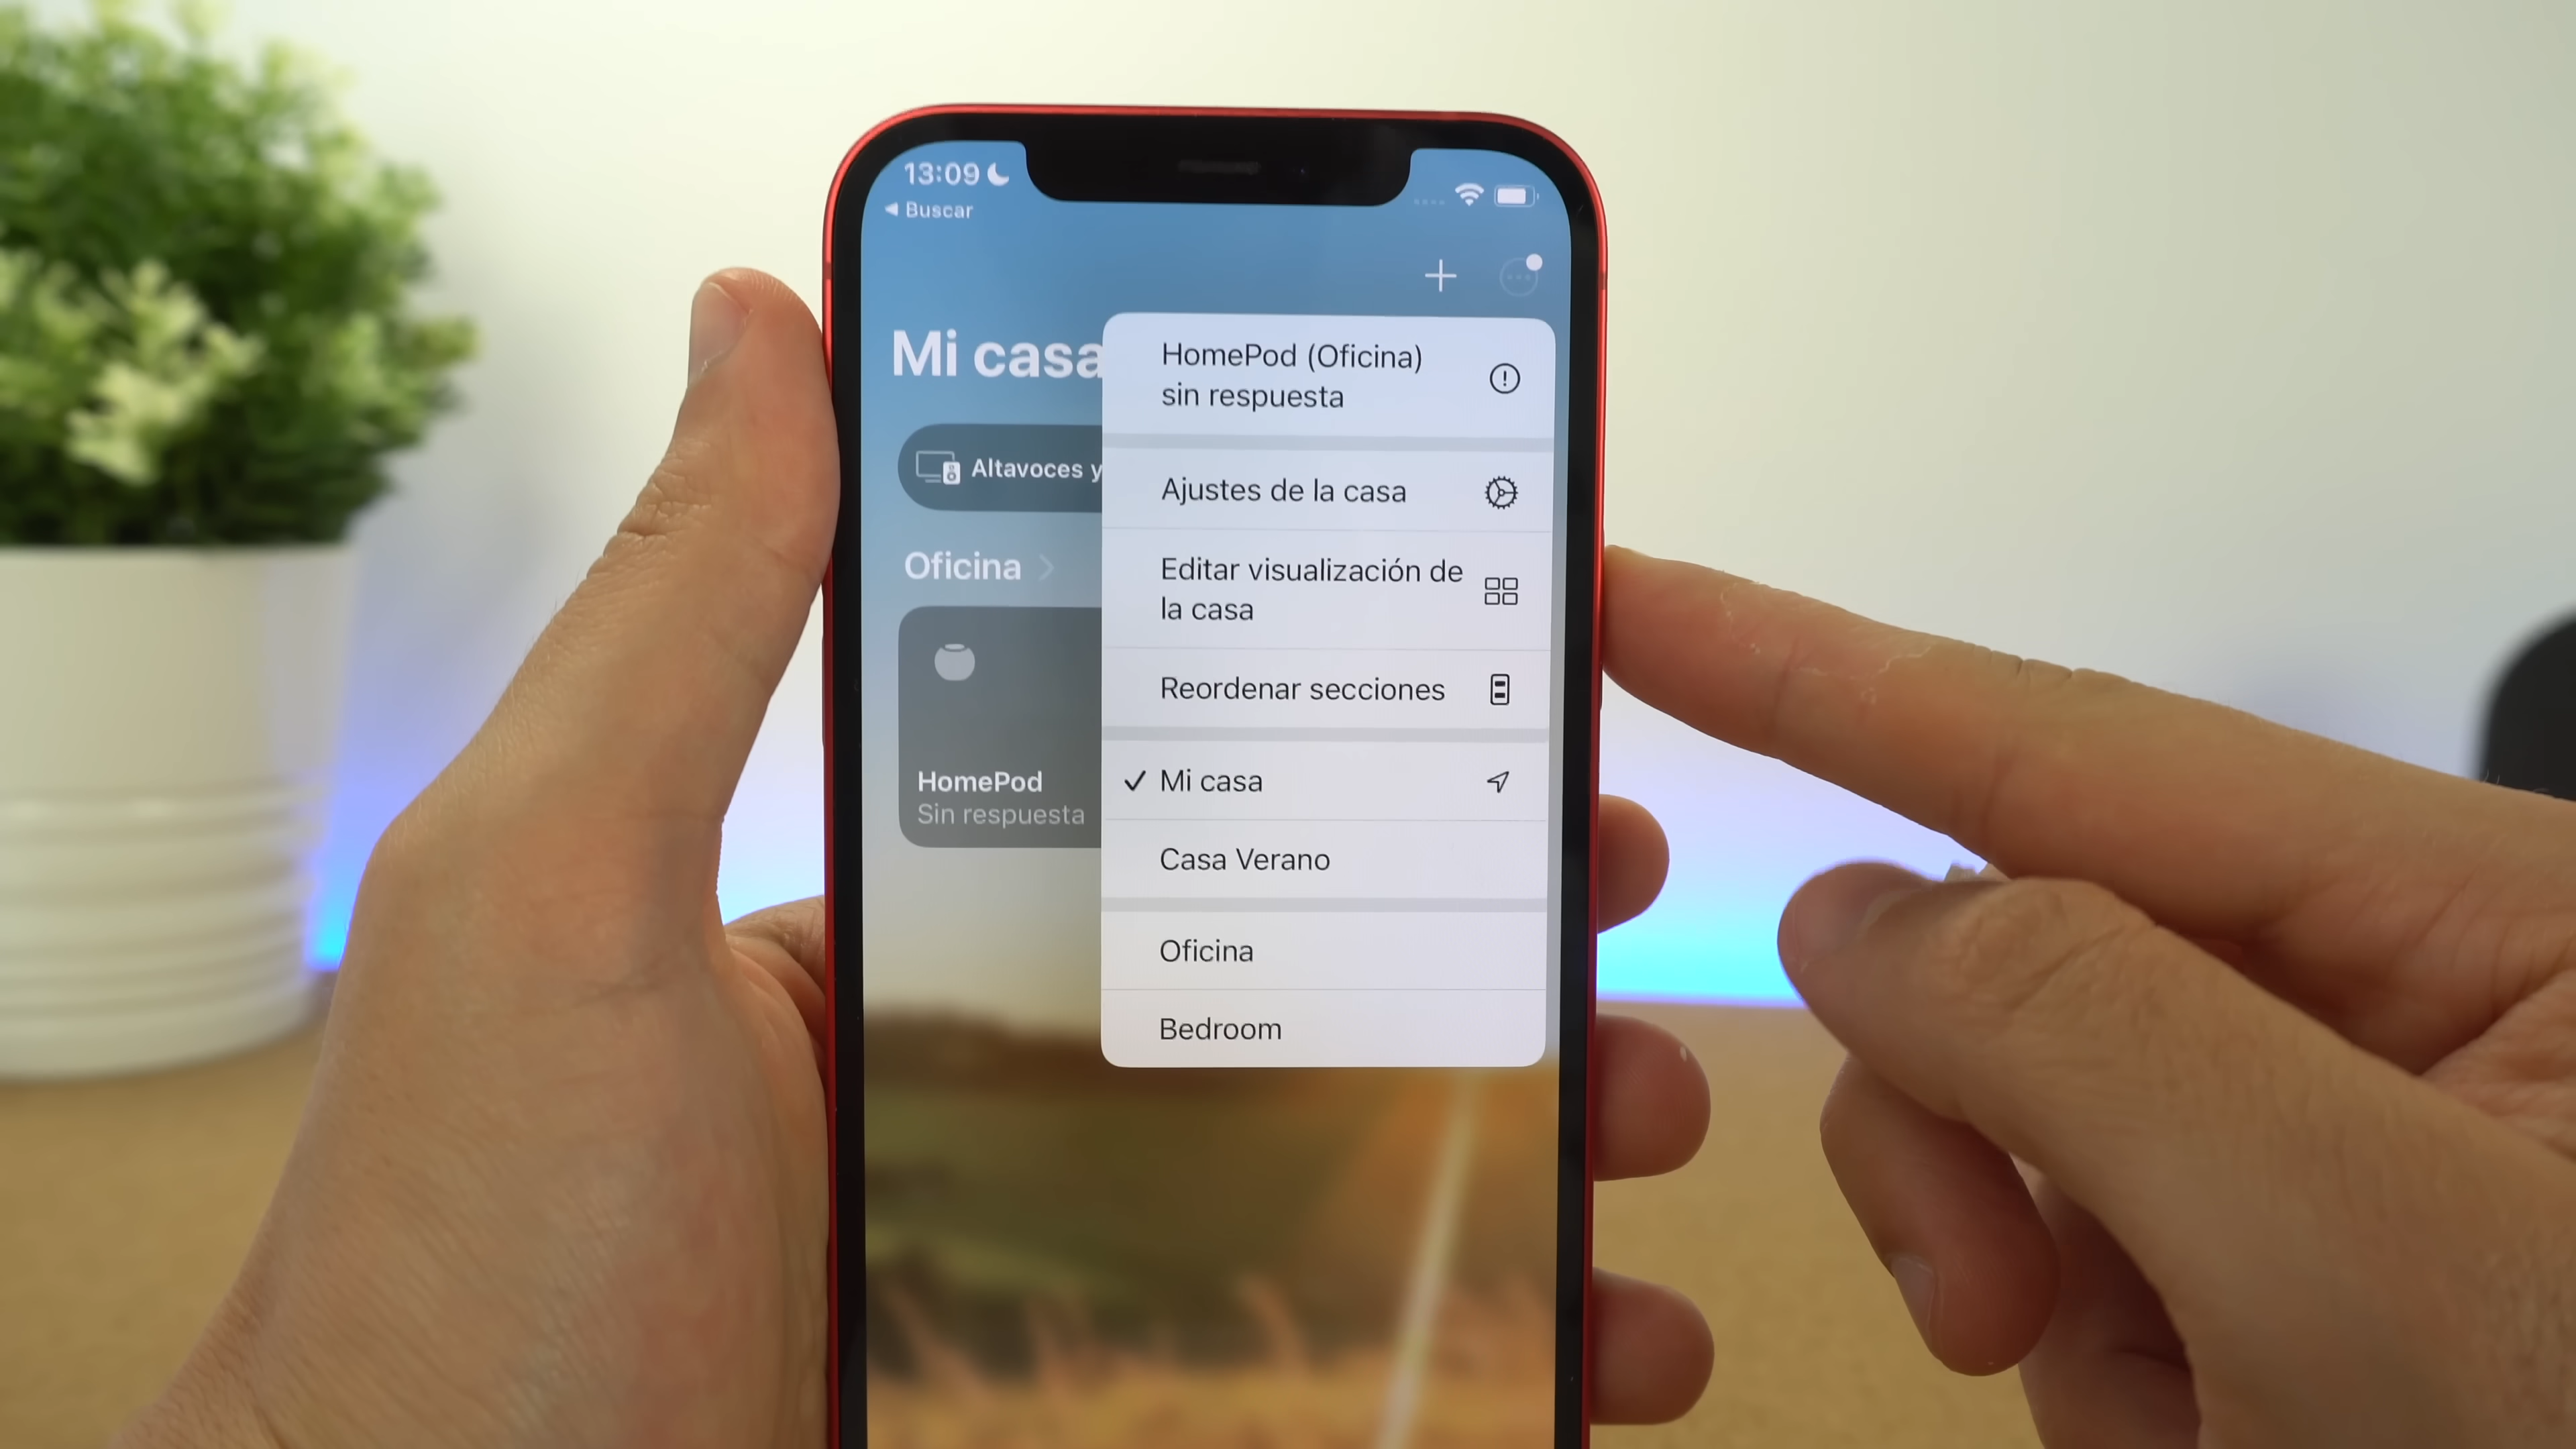 13:09
Buscar
Mi casa
HomePod (Oficina)
sin respuesta
Altavoces y
Ajustes de la casa
Oficina
Editar visualización de
la casa
Reordenar secciones
HomePod
Sin respuesta
Mi casa
Casa Verano
Oficina
Bedroom